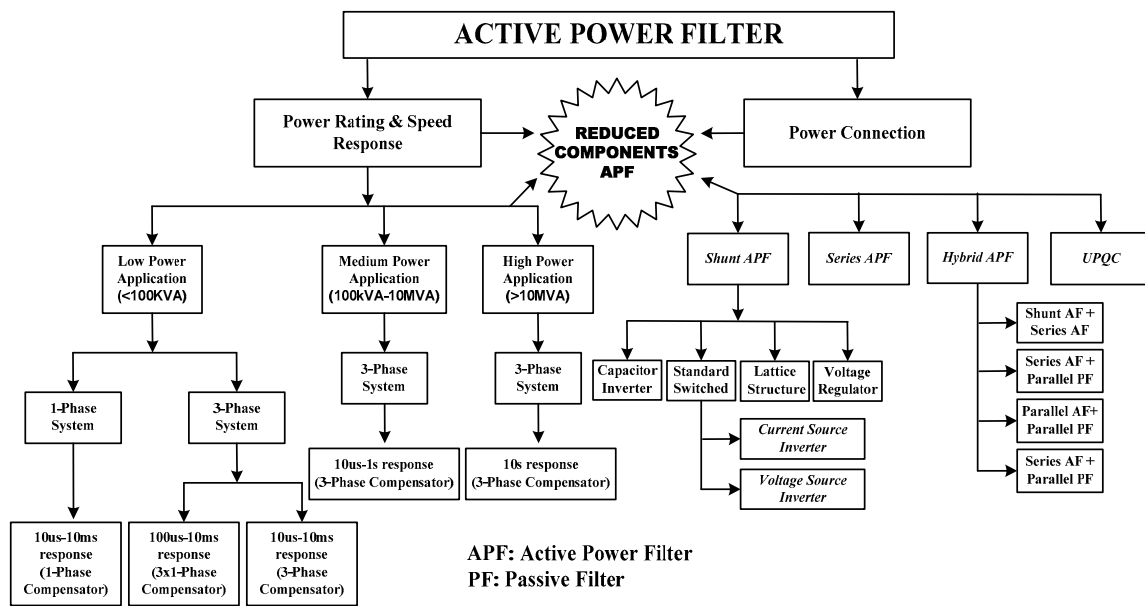 ACTIVE POWER FILTER
Power Rating & Speed
Response
REDUCED
COMPONENTS
APF
Power Connection
Low Power
Application
(<100KVA)
Medium Power
Application
(100kVA-10MVA)
High Power
Application
(>10MVA)
Shunt APF
Series APF
Hybrid APF
UPQC
1-Phase
System
3-Phase
System
3-Phase
System
3-Phase
System
10us-10ms
response
(1-Phase
Compensator)
100us-10ms
response
(3x1-Phase
Compensator)
10us-10ms
response
(3-Phase
Compensator)
10us-1s response
(3-Phase Compensator)
10s response
(3-Phase Compensator)
Capacitor
Inverter
Standard
Switched
Lattice
Structure
Voltage
Regulator
Current Source
Inverter
Voltage Source
Inverter
Shunt AF+
Series AF
Series AF+
Parallel PF
Parallel AF+
Parallel PF
Series AF+
Parallel PF
APF: Active Power Filter
PF: Passive Filter